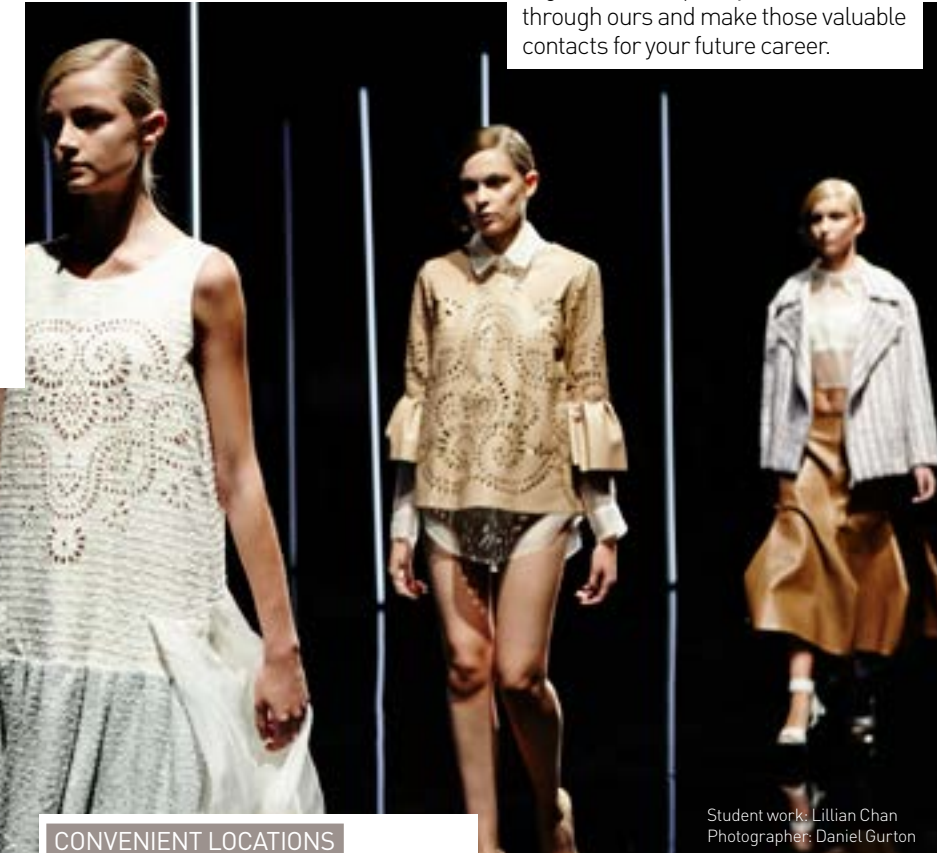 through ours and make those valuable
contacts for your future career.
Student work: Lillian Chan
Photographer: Daniel Gurton
CONVENIENT LOCATIONS